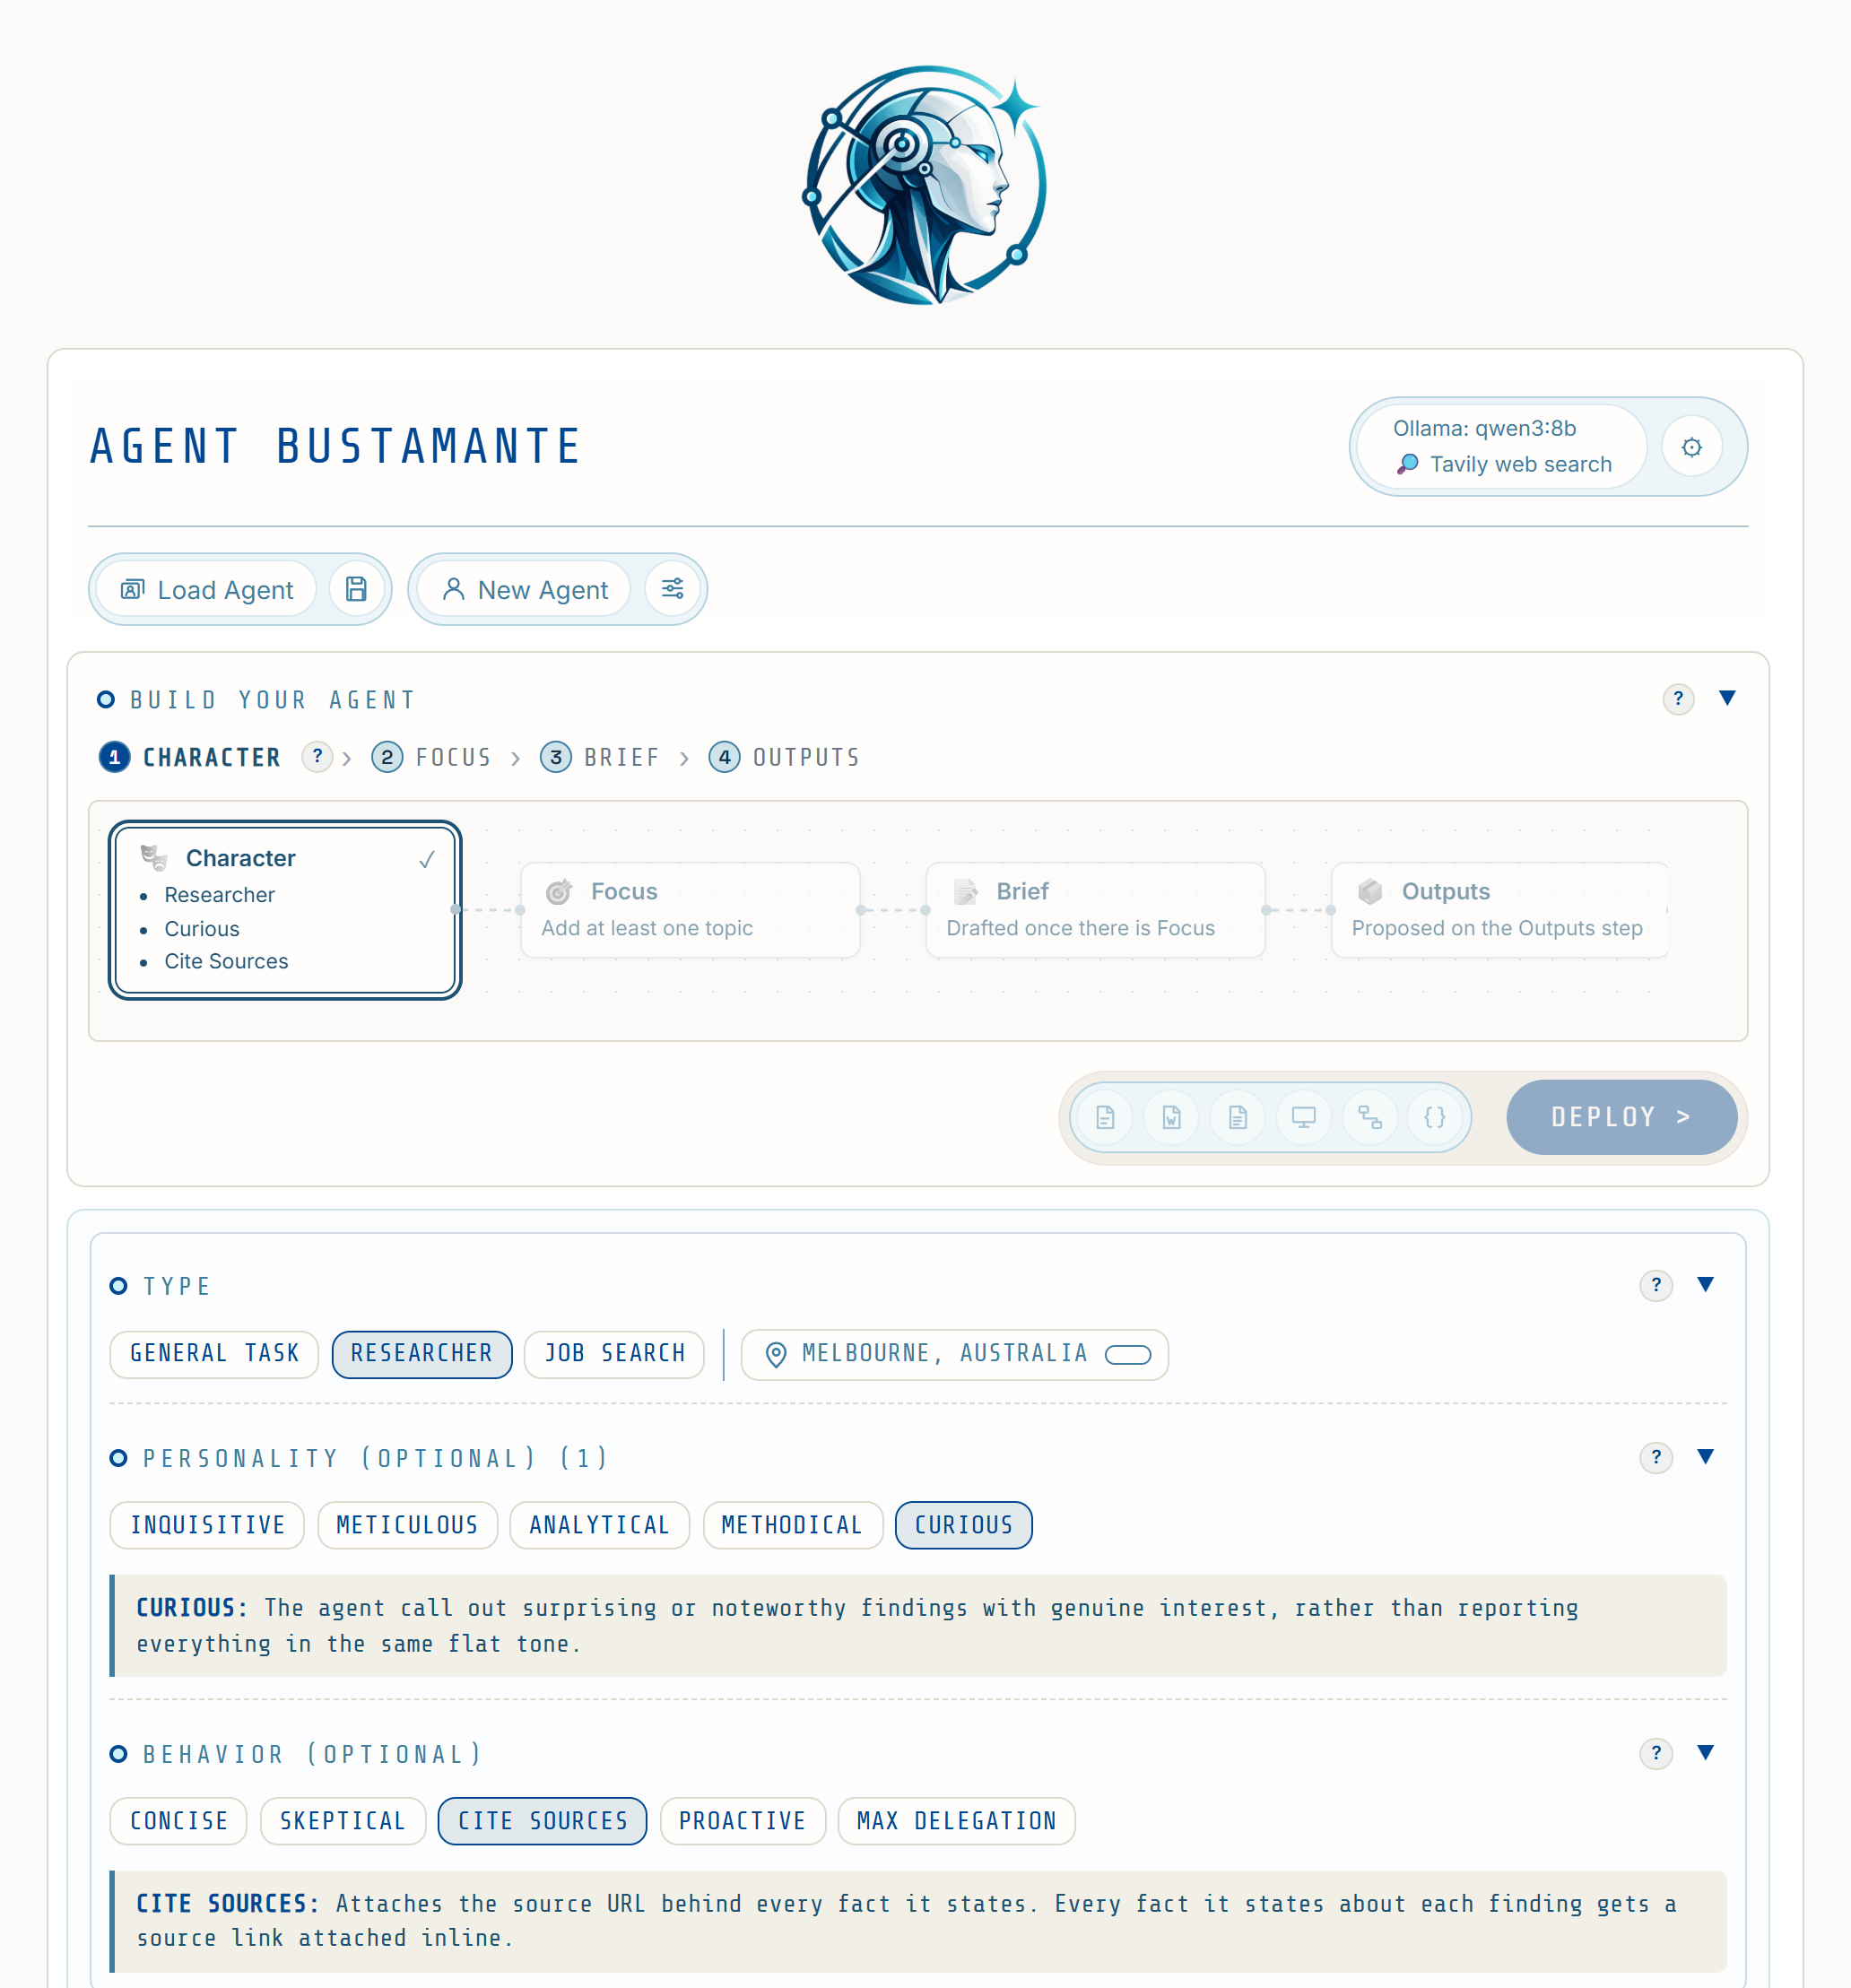 AGENT BUSTAMANTE
Ollama: qwen3:8b
Tavily web search
Load Agent
New Agent
BUILD YOUR AGENT
?
1 CHARACTER ? › 2 FOCUS › 3 BRIEF › 4 OUTPUTS
Character ✓
• Researcher
• Curious
• Cite Sources
Focus
Add at least one topic
Brief
Drafted once there is Focus
Outputs
Proposed on the Outputs step
DEPLOY >
TYPE
?
GENERAL TASK RESEARCHER JOB SEARCH MELBOURNE, AUSTRALIA
PERSONALITY (OPTIONAL) (1)
?
INQUISITIVE METICULOUS ANALYTICAL METHODICAL CURIOUS
CURIOUS: The agent call out surprising or noteworthy findings with genuine interest, rather than reporting
everything in the same flat tone.
BEHAVIOR (OPTIONAL)
?
CONCISE SKEPTICAL CITE SOURCES PROACTIVE MAX DELEGATION
CITE SOURCES: Attaches the source URL behind every fact it states. Every fact it states about each finding gets a
source link attached inline.